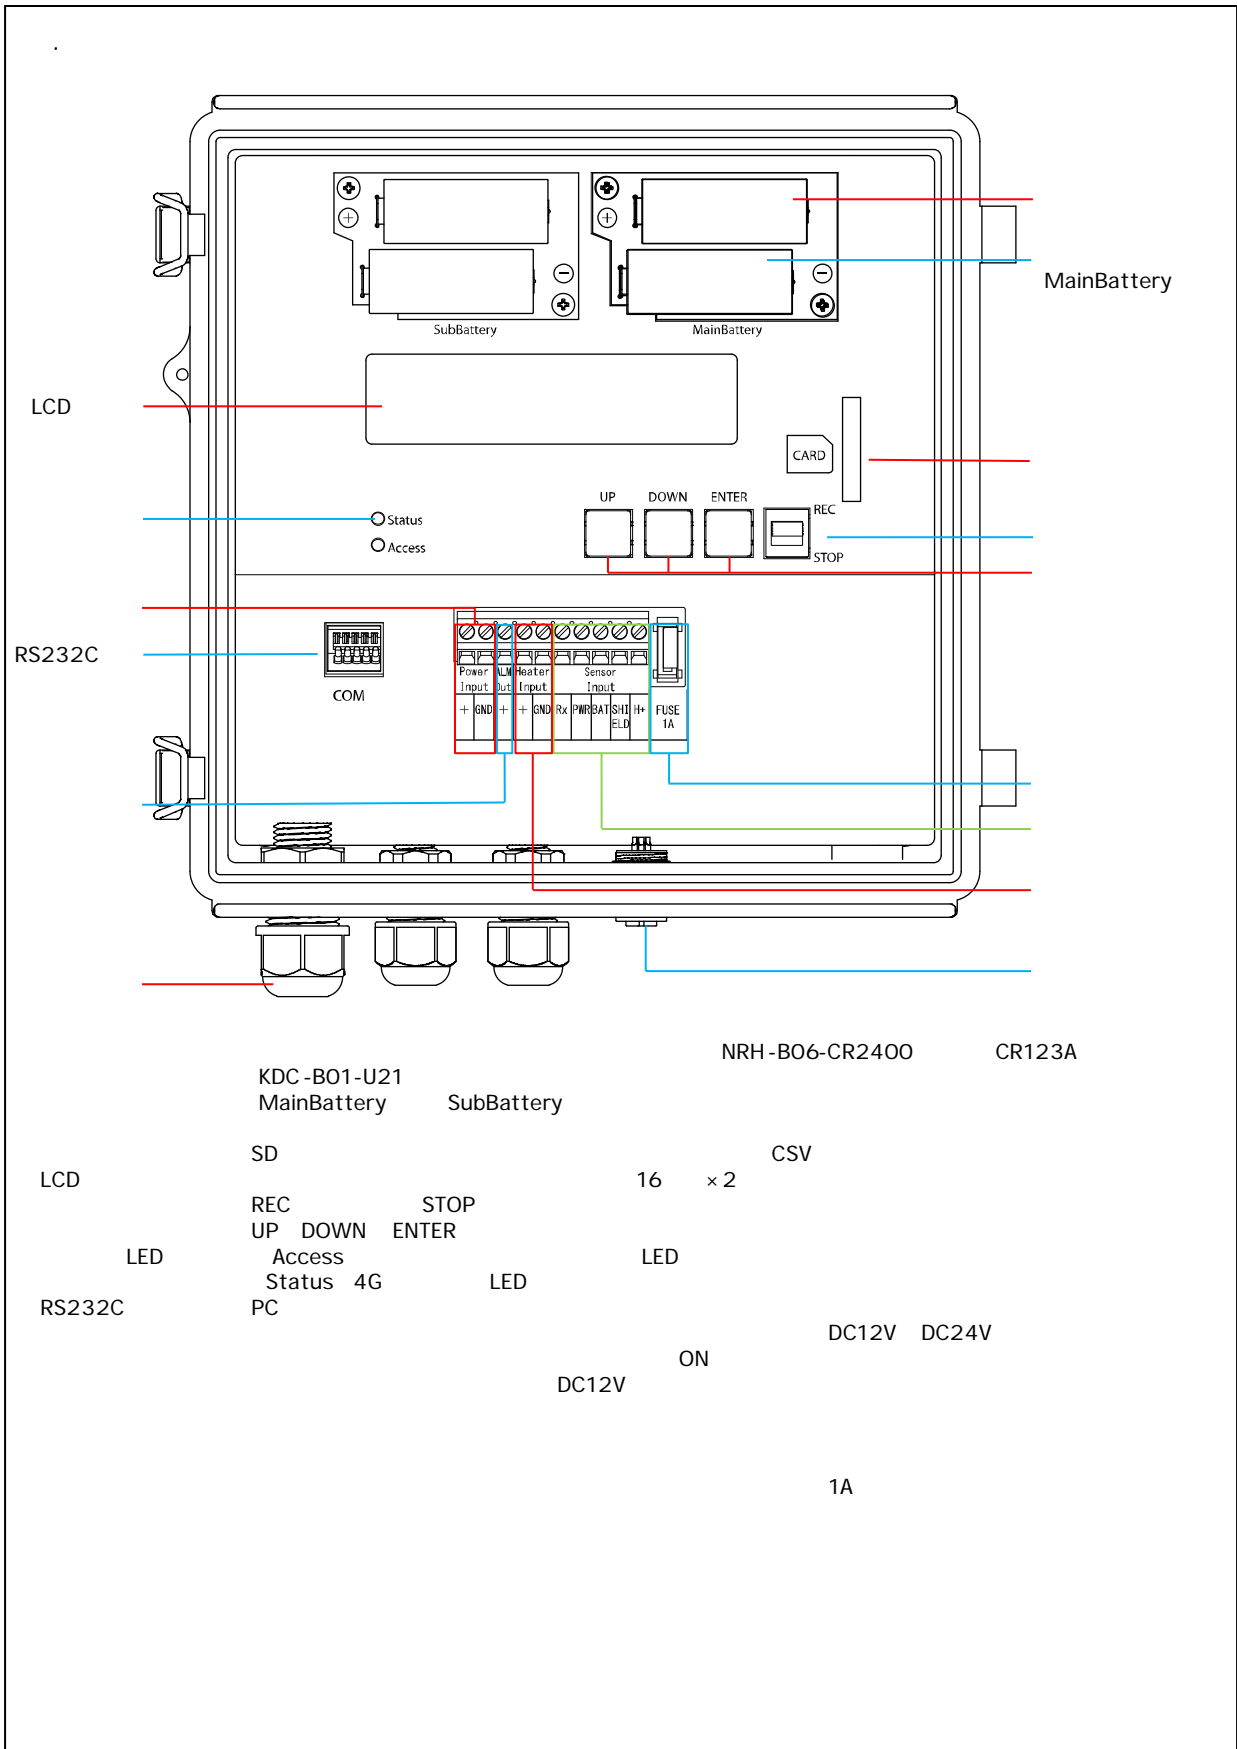 .
MainBattery
SubBattery
MainBattery
LCD
CARD
UP DOWN ENTER
REC
Status
STOP
Access
RS232C
COM
Power Input
ALM Out
Heater Input
Sensor Input
+ GND + + GND Rx PWR BAT SHIELD H+
FUSE 1A
NRH-B06-CR2400 CR123A
KDC-B01-U21
MainBattery SubBattery
SD CSV
LCD 16 ×2
REC STOP
UP DOWN ENTER
LED Access LED
Status 4G LED
RS232C PC
DC12V DC24V
ON
DC12V
1A